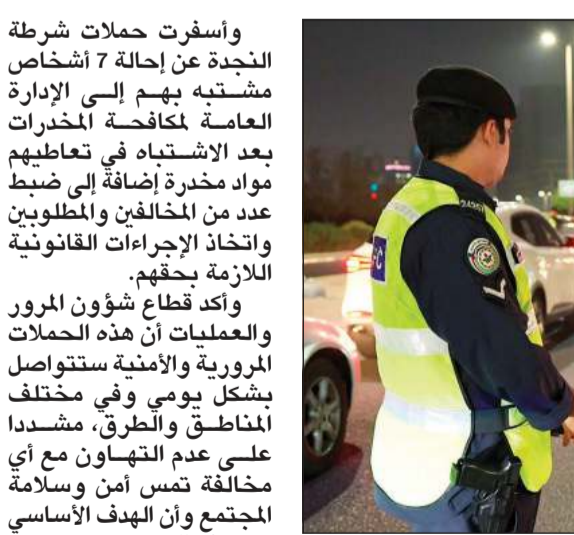 وأسفرت حملات شرطة
النجدة عن إحالة 7 أشخاص
مشتبه بهم إلى الإدارة
العامة لمكافحة المخدرات
بعد الاشتباه في تعاطيهم
مواد مخدرة إضافة إلى ضبط
عدد من المخالفين والمطلوبين
واتخاذ الإجراءات القانونية
اللازمة بحقهم.
وأكد قطاع شؤون المرور
والعمليات أن هذه الحملات
المرورية والأمنية ستتواصل
بشكل يومي وفي مختلف
المناطق والطرق، مشددا
على عدم التهاون مع أي
مخالفة تمس أمن وسلامة
المجتمع وأن الهدف الأساسي